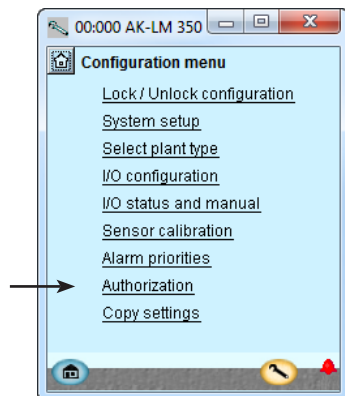 00:000 AK-LM 350
Configuration menu
Lock / Unlock configuration
System setup
Select plant type
I/O configuration
I/O status and manual
Sensor calibration
Alarm priorities
Authorization
Copy settings